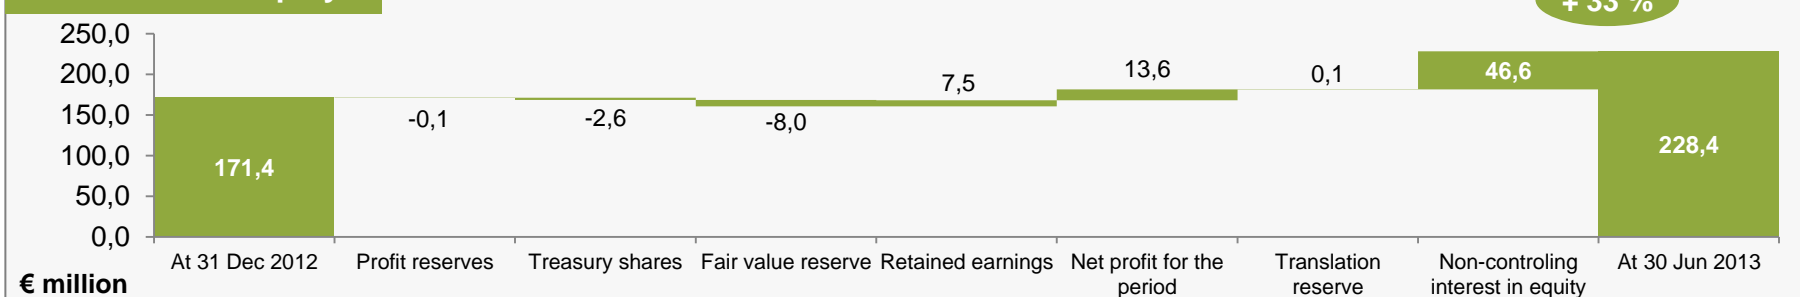 + 33 %
250,0
200,0
150,0
100,0
50,0
0,0
171,4
-0,1
-2,6
-8,0
7,5
13,6
0,1
46,6
228,4
At 31 Dec 2012
Profit reserves
Treasury shares
Fair value reserve
Retained earnings
Net profit for the
period
Translation
reserve
Non-controling
interest in equity
At 30 Jun 2013
€ million